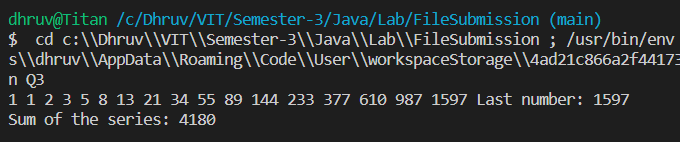 dhruv@Titan /c/Dhruv/VIT/Semester-3/Java/Lab/FileSubmission (main)
$  cd c:\\Dhruv\\VIT\\Semester-3\\Java\\Lab\\FileSubmission ; /usr/bin/env
s\\dhruv\\AppData\\Roaming\\Code\\User\\workspaceStorage\\4ad21c866a2f44173
n Q3
1 1 2 3 5 8 13 21 34 55 89 144 233 377 610 987 1597 Last number: 1597
Sum of the series: 4180